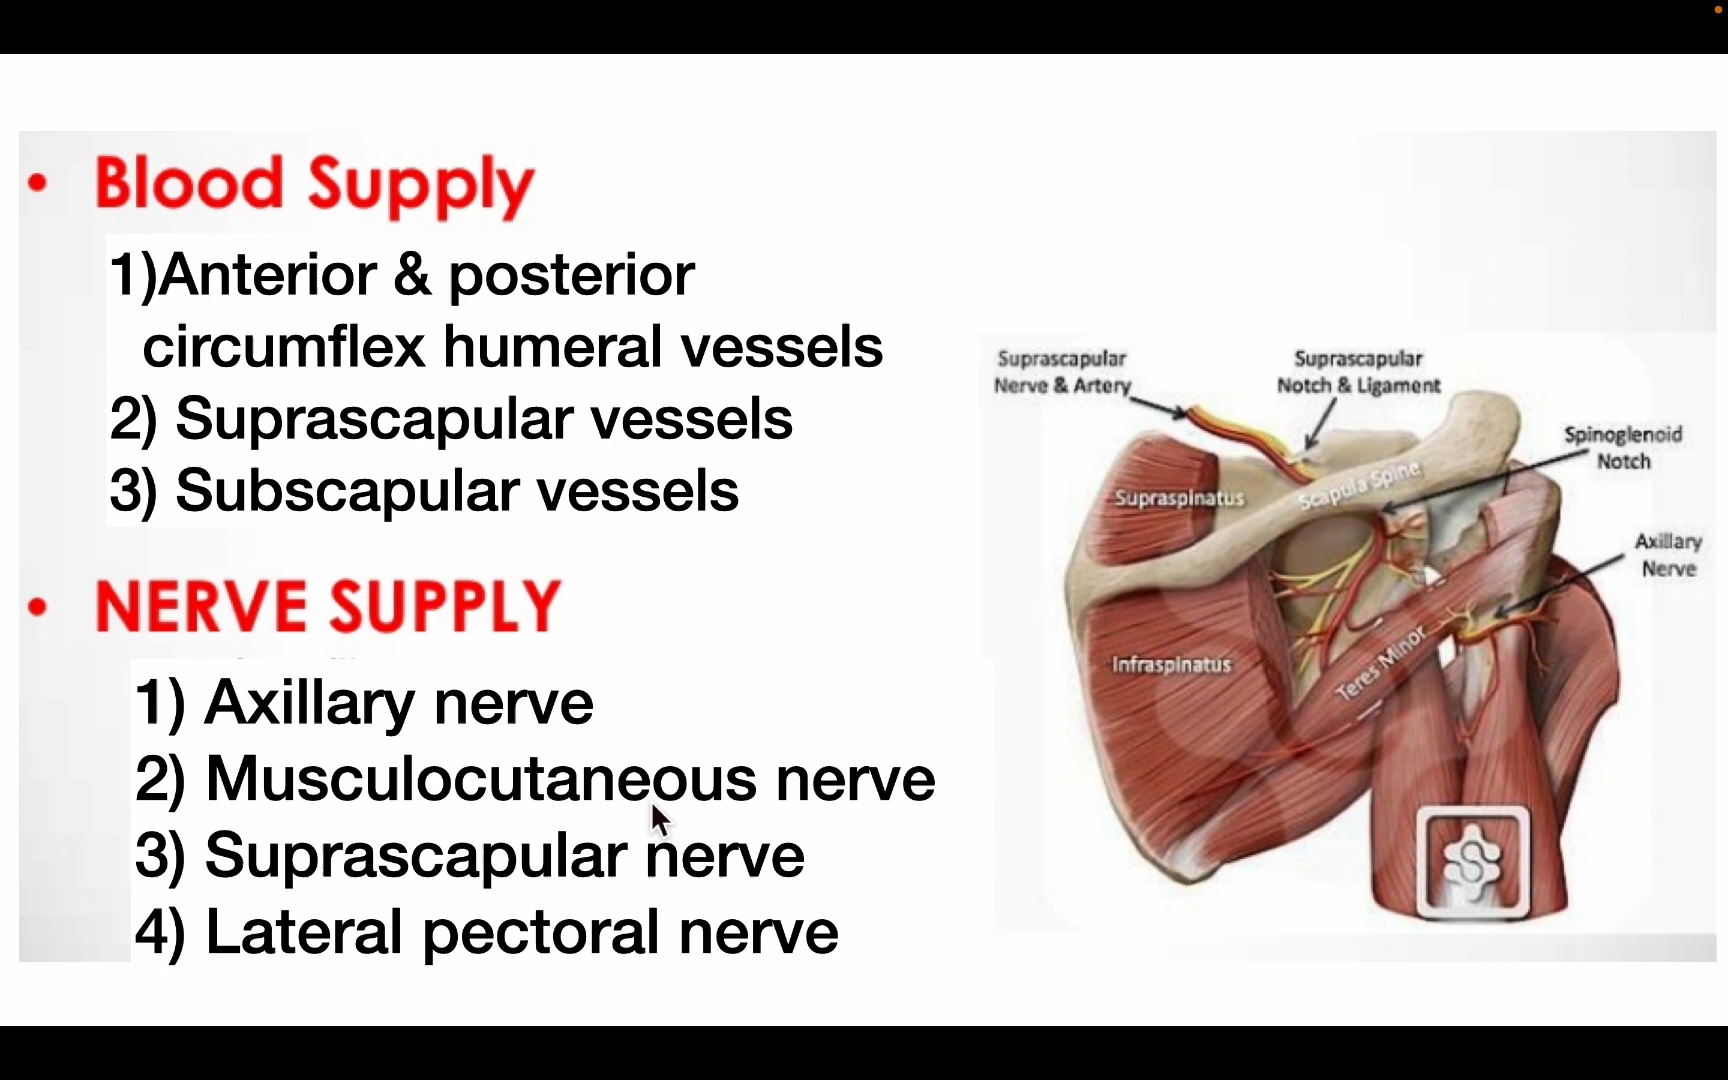 • Blood Supply
1)Anterior & posterior
circumflex humeral vessels
2) Suprascapular vessels
3) Subscapular vessels
• NERVE SUPPLY
1) Axillary nerve
2) Musculocutaneous nerve
3) Suprascapular nerve
4) Lateral pectoral nerve
Suprascapular
Nerve & Artery
Suprascapular
Notch & Ligament
Spinoglenoid
Notch
Axillary
Nerve
Supraspinatus
Scapula Spine
Infraspinatus
Teres Minor